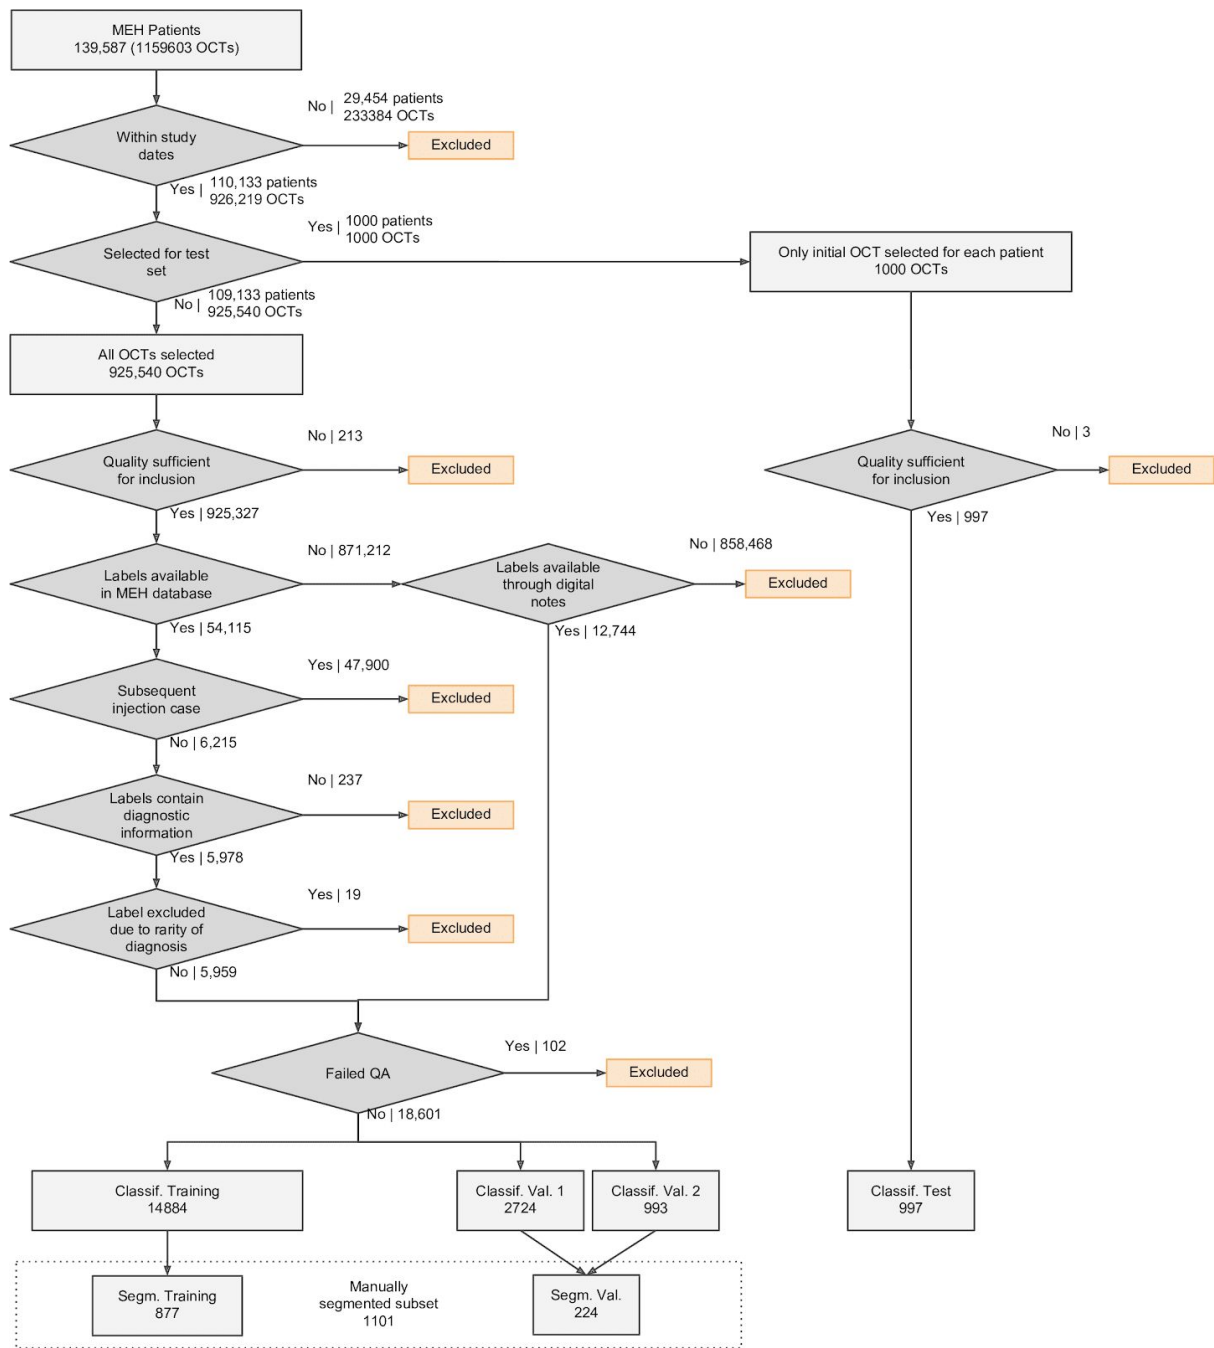 MEH Patients
139,587 (1159603 OCTs)
No | 29,454 patients
233384 OCTs
Within study
dates
Excluded
Yes | 110,133 patients
926,219 OCTs
Yes | 1000 patients
1000 OCTs
Selected for test
set
Only initial OCT selected for each patient
1000 OCTs
No | 109,133 patients
925,540 OCTs
All OCTs selected
925,540 OCTs
No | 213
Quality sufficient
for inclusion
Excluded
Yes | 925,327
No | 3
Quality sufficient
for inclusion
Excluded
Yes | 997
No | 871,212
Labels available
in MEH database
Yes | 54,115
No | 858,468
Labels available
through digital
notes
Excluded
Yes | 12,744
Yes | 47,900
Subsequent
injection case
Excluded
No | 6,215
No | 237
Labels contain
diagnostic
information
Excluded
Yes | 5,978
Yes | 19
Label excluded
due to rarity of
diagnosis
Excluded
No | 5,959
Yes | 102
Failed QA
Excluded
No | 18,601
Classif. Training
14884
Classif. Val. 1
2724
Classif. Val. 2
993
Classif. Test
997
Segm. Training
877
Manually
segmented subset
1101
Segm. Val.
224